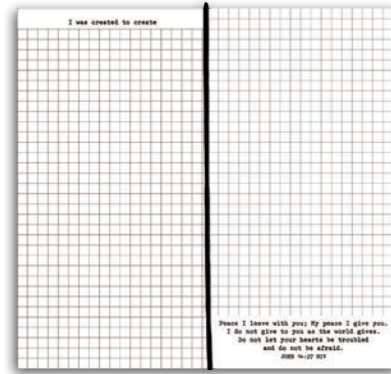 I was created to create
Peace I leave with you; My peace I give you.
I do not give to you as the world gives.
Do not let your hearts be troubled
and do not be afraid.
JOHN 14:27 NIV